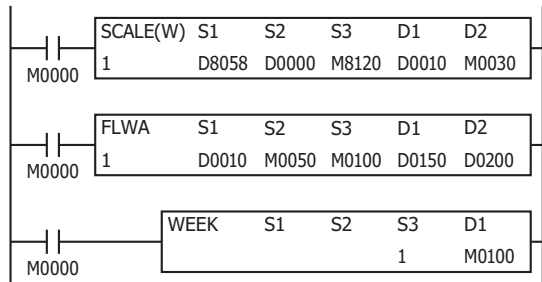 SCALE(W) S1 S2 S3 D1 D2
1 D8058 D0000 M8120 D0010 M0030
M0000
FLWA S1 S2 S3 D1 D2
1 D0010 M0050 M0100 D0150 D0200
M0000
WEEK S1 S2 S3 D1
1 M0100
M0000